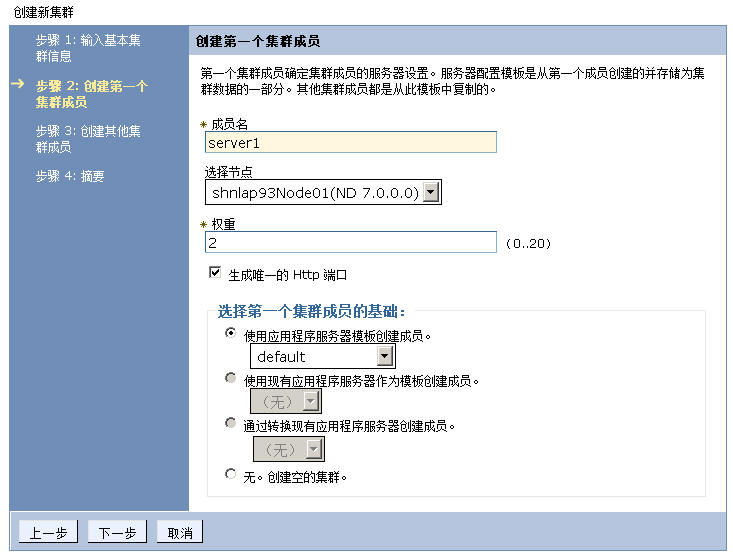 创建新集群
步骤 1: 输入基本集
群信息
→ 步骤 2: 创建第一个
集群成员
步骤 3: 创建其他集
群成员
步骤 4: 摘要
创建第一个集群成员
第一个集群成员确定集群成员的服务器设置。服务器配置模板是从第一个成员创建的并存储为集
群数据的一部分。其他集群成员都是从此模板中复制的。
* 成员名
server1
选择节点
shnlap93Node01(ND 7.0.0.0)
* 权重
2 (0..20)
生成唯一的 Http 端口
选择第一个集群成员的基础:
使用应用程序服务器模板创建成员。
default
使用现有应用程序服务器作为模板创建成员。
(无)
通过转换现有应用程序服务器创建成员。
(无)
无。创建空的集群。
上一步 下一步 取消